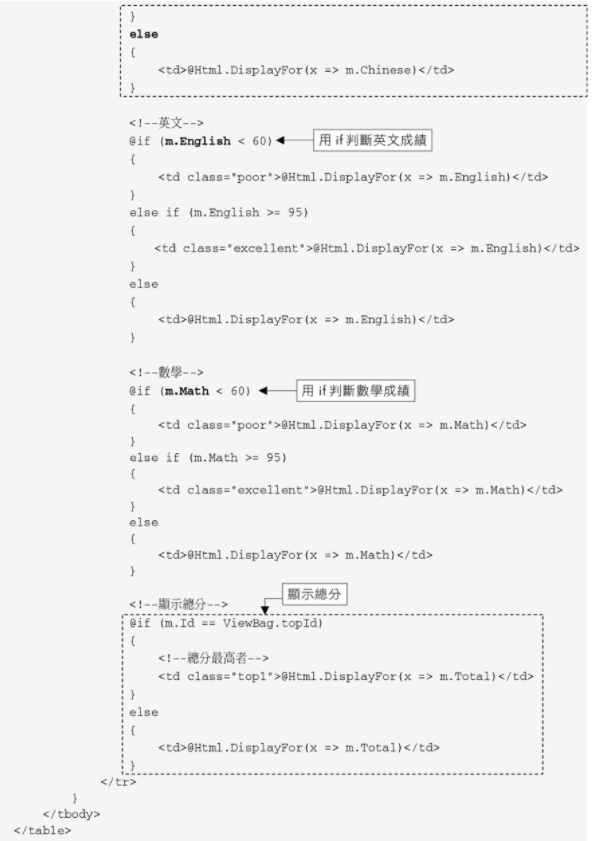 }
else
{
<td>@Html.DisplayFor(x => m.Chinese)</td>
}
<!--英文-->
@if (m.English < 60)
用 if 判斷英文成績
{
<td class="poor">@Html.DisplayFor(x => m.English)</td>
}
else if (m.English >= 95)
{
<td class="excellent">@Html.DisplayFor(x => m.English)</td>
}
else
{
<td>@Html.DisplayFor(x => m.English)</td>
}
<!--數學-->
@if (m.Math < 60)
用 if 判斷數學成績
{
<td class="poor">@Html.DisplayFor(x => m.Math)</td>
}
else if (m.Math >= 95)
{
<td class="excellent">@Html.DisplayFor(x => m.Math)</td>
}
else
{
<td>@Html.DisplayFor(x => m.Math)</td>
}
<!--顯示總分-->
顯示總分
@if (m.Id == ViewBag.topId)
{
<!--總分最高者-->
<td class="top1">@Html.DisplayFor(x => m.Total)</td>
}
else
{
<td>@Html.DisplayFor(x => m.Total)</td>
}
</tr>
}
</tbody>
</table>